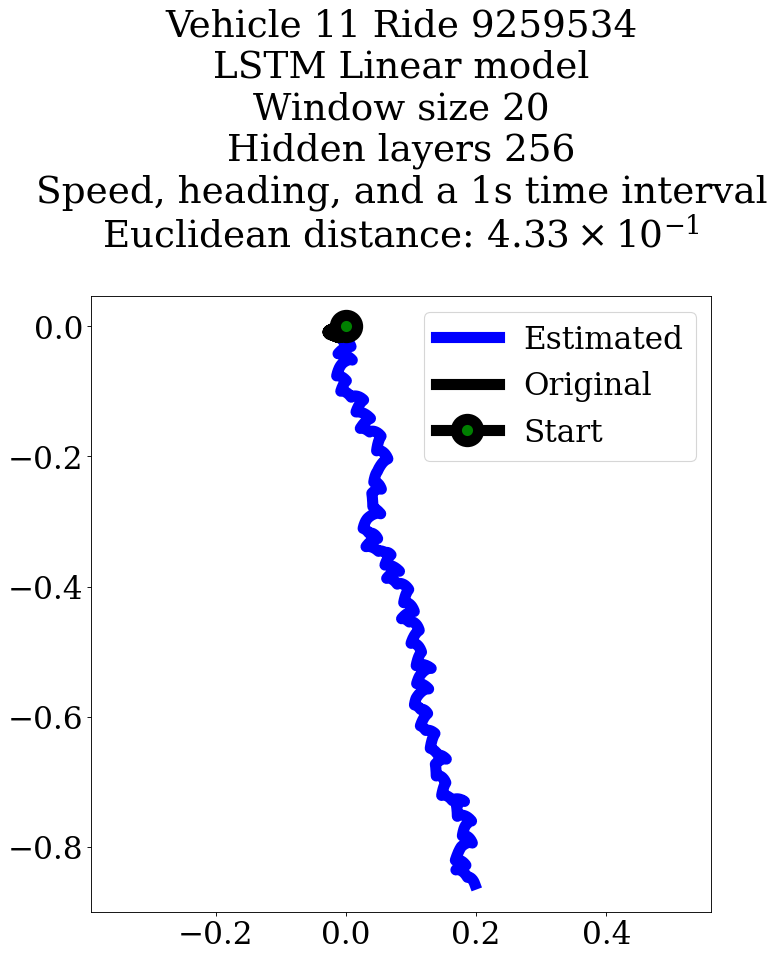 Vehicle 11 Ride 9259534
LSTM Linear model
Window size 20
Hidden layers 256
Speed, heading, and a 1s time interval
Euclidean distance: 4.33 × 10⁻¹
Estimated
Original
Start
0.0
−0.2
−0.4
−0.6
−0.8
−0.2 0.0 0.2 0.4